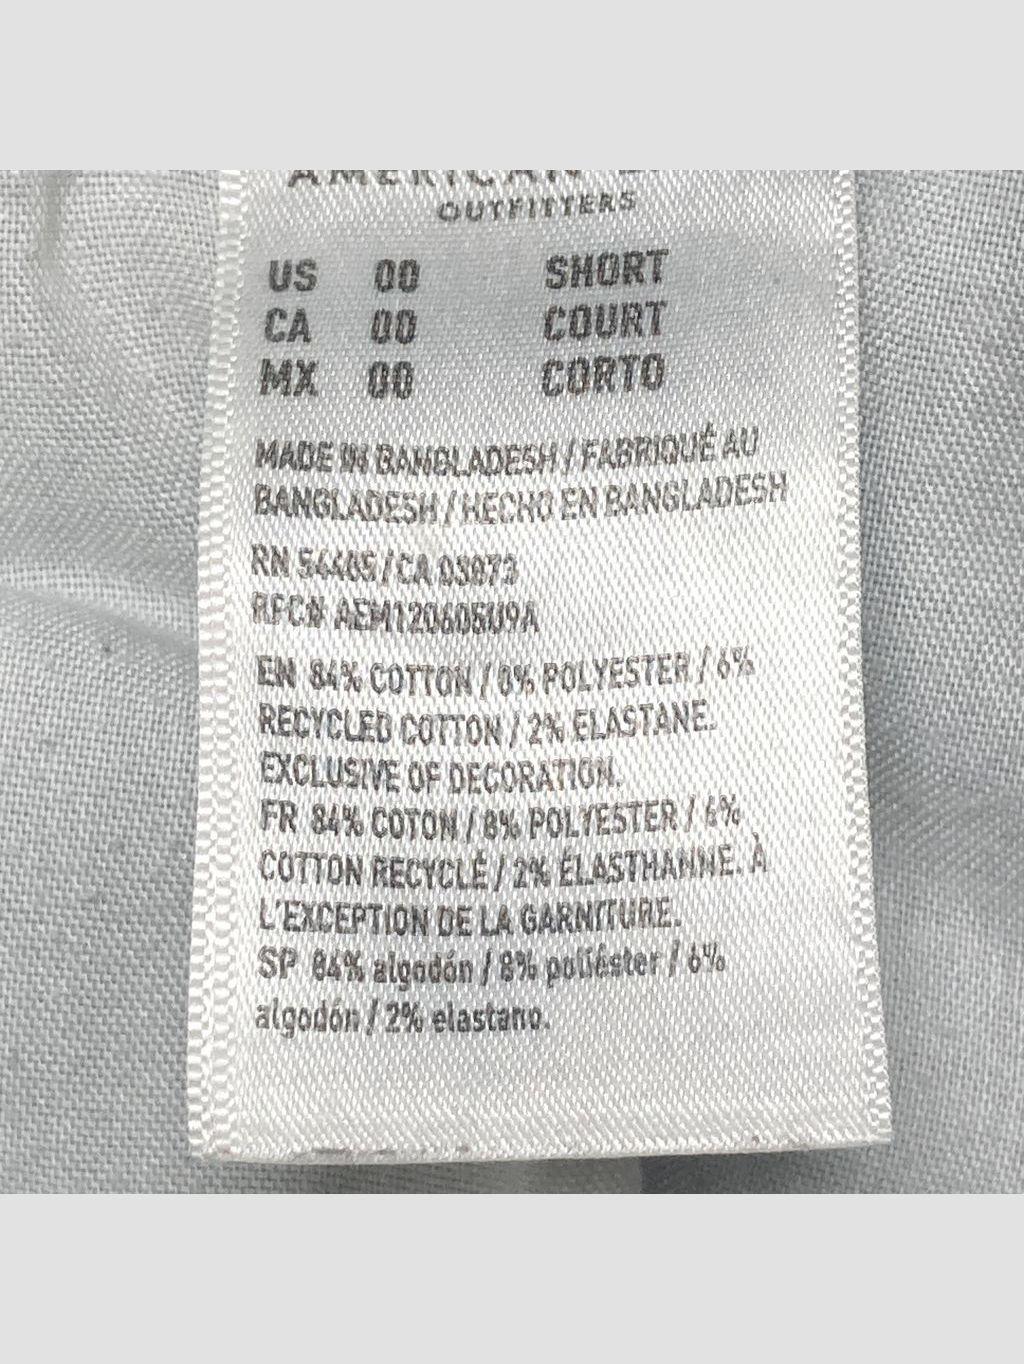 AMERICAN
OUTFITTERS
US 00 SHORT
CA 00 COURT
MX 00 CORTO
MADE IN BANGLADESH / FABRIQUÉ AU
BANGLADESH / HECHO EN BANGLADESH
RN 54485 / CA 03873
RFC# AEM120605U9A
EN 84% COTTON / 8% POLYESTER / 6%
RECYCLED COTTON / 2% ELASTANE.
EXCLUSIVE OF DECORATION.
FR 84% COTON / 8% POLYESTER / 6%
COTTON RECYCLÉ / 2% ÉLASTHANNE. À
L'EXCEPTION DE LA GARNITURE.
SP 84% algodón / 8% poliéster / 6%
algodón / 2% elastano.